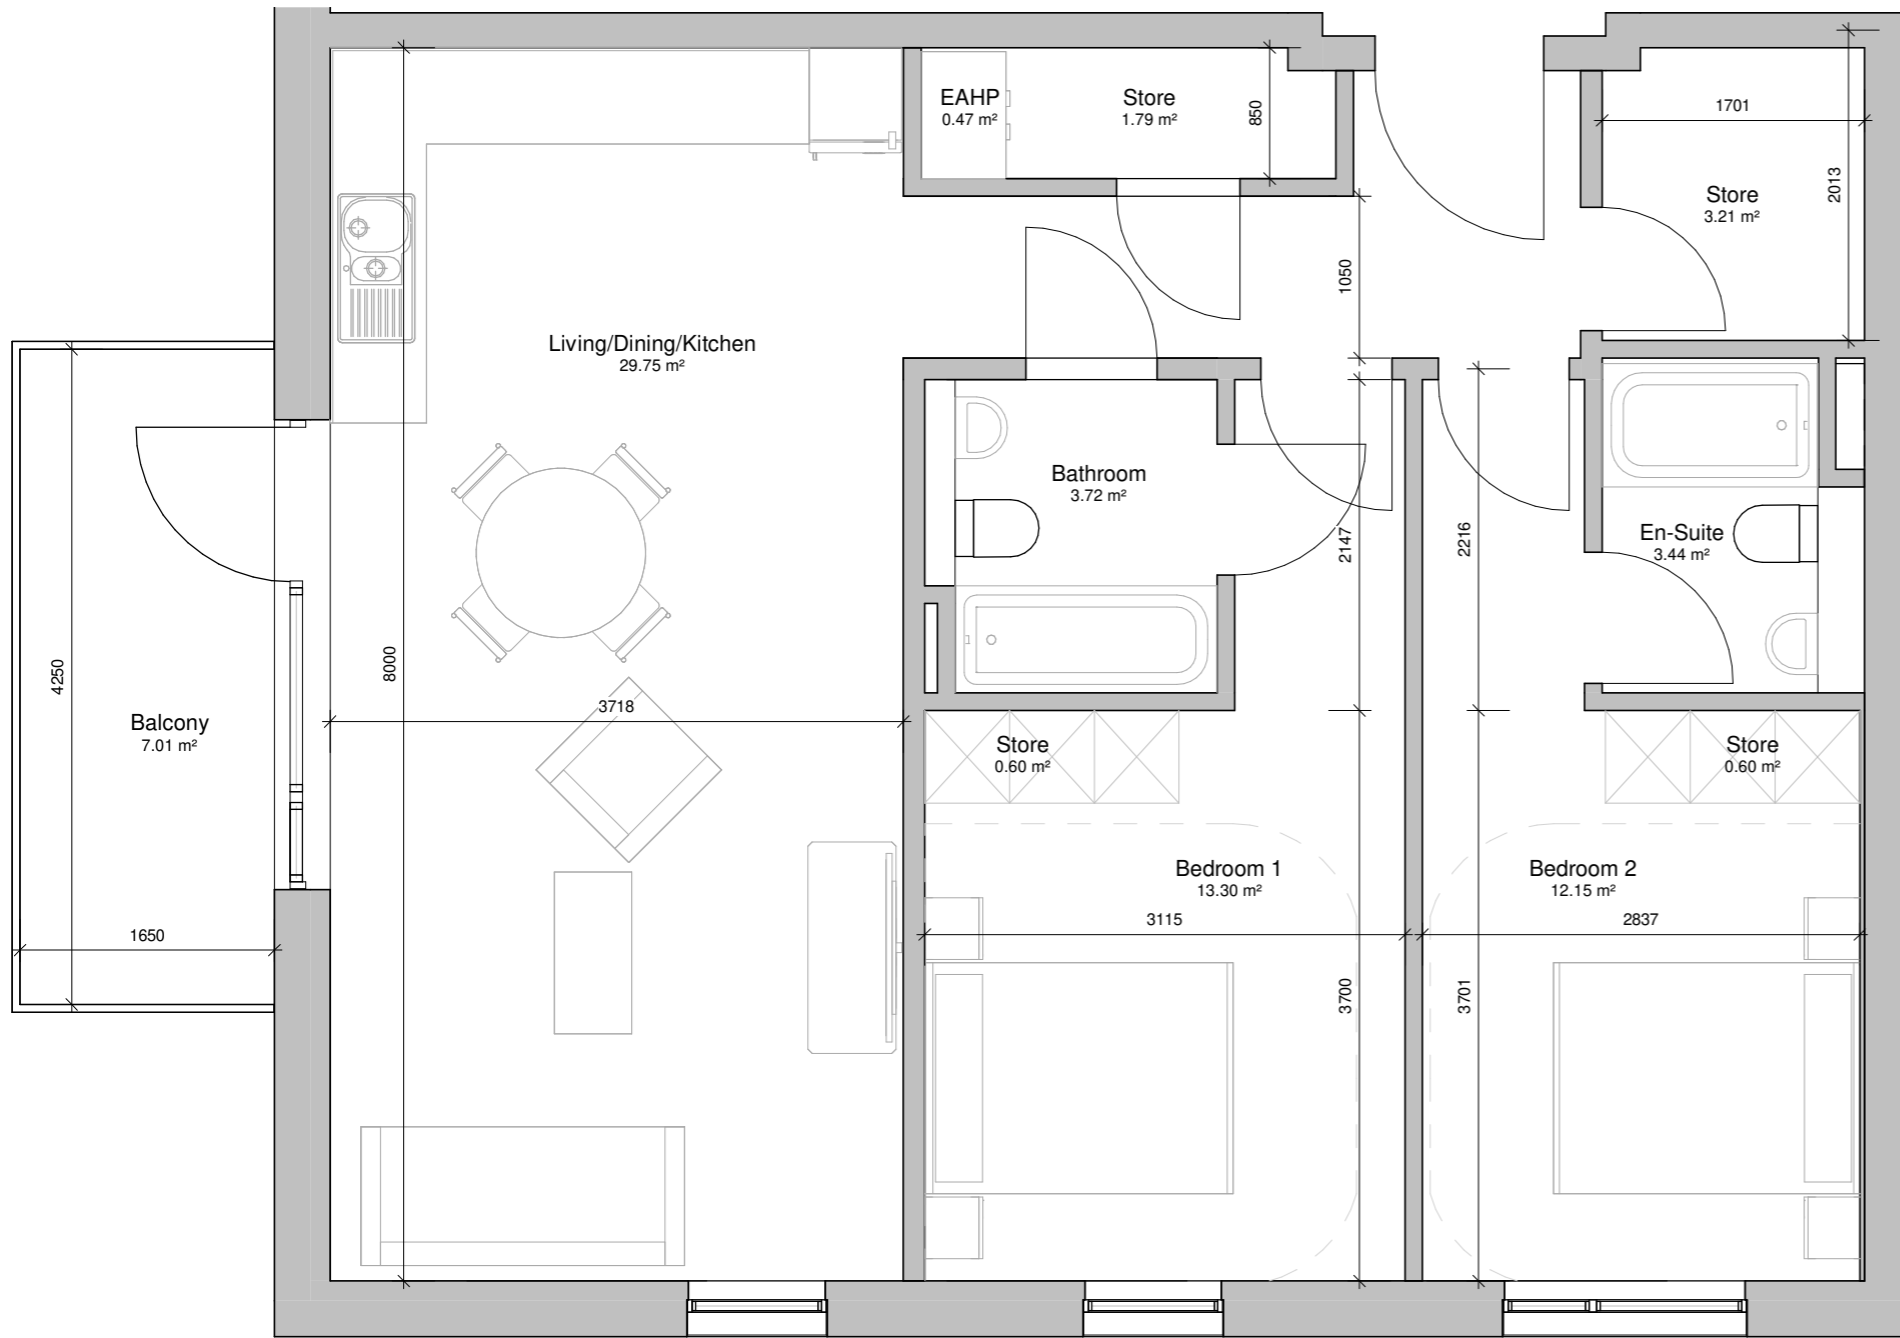 EAHP
0.47 m²
Store
1.79 m²
850
1701
Store
3.21 m²
2013
1050
Living/Dining/Kitchen
29.75 m²
Bathroom
3.72 m²
2147
2216
En-Suite
3.44 m²
4250
8000
3718
Balcony
7.01 m²
Store
0.60 m²
Store
0.60 m²
Bedroom 1
13.30 m²
Bedroom 2
12.15 m²
1650
3115
2837
3700
3701